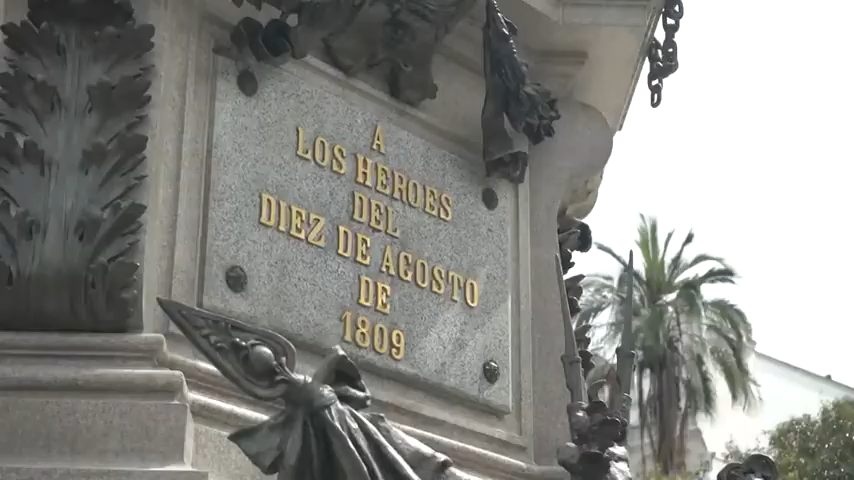 A
LOS HEROES
DEL
DIEZ DE AGOSTO
DE
1809